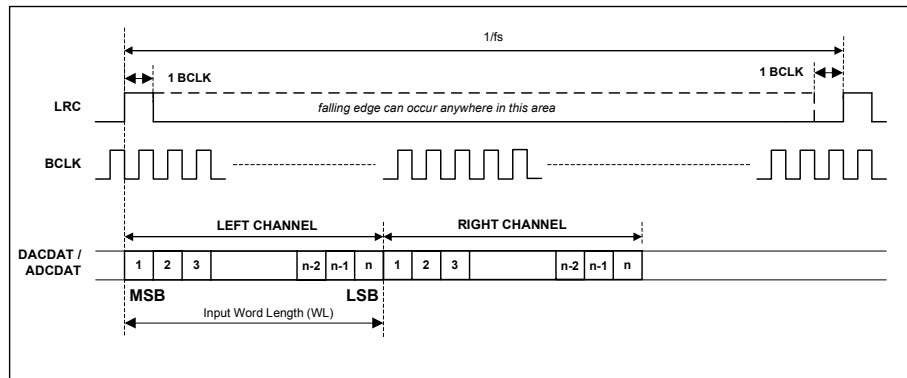 1/fs
1 BCLK
1 BCLK
LRC
falling edge can occur anywhere in this area
BCLK
LEFT CHANNEL
RIGHT CHANNEL
DACDAT /
ADCDAT
1 2 3 n-2 n-1 n 1 2 3 n-2 n-1 n
MSB
LSB
Input Word Length (WL)